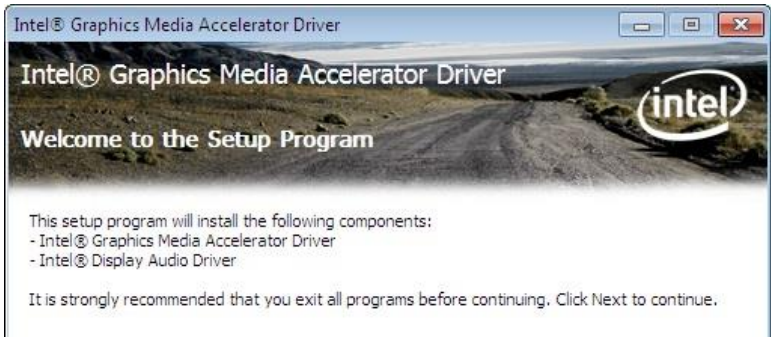 Intel® Graphics Media Accelerator Driver
Intel® Graphics Media Accelerator Driver
intel
Welcome to the Setup Program
This setup program will install the following components:
- Intel® Graphics Media Accelerator Driver
- Intel® Display Audio Driver
It is strongly recommended that you exit all programs before continuing. Click Next to continue.